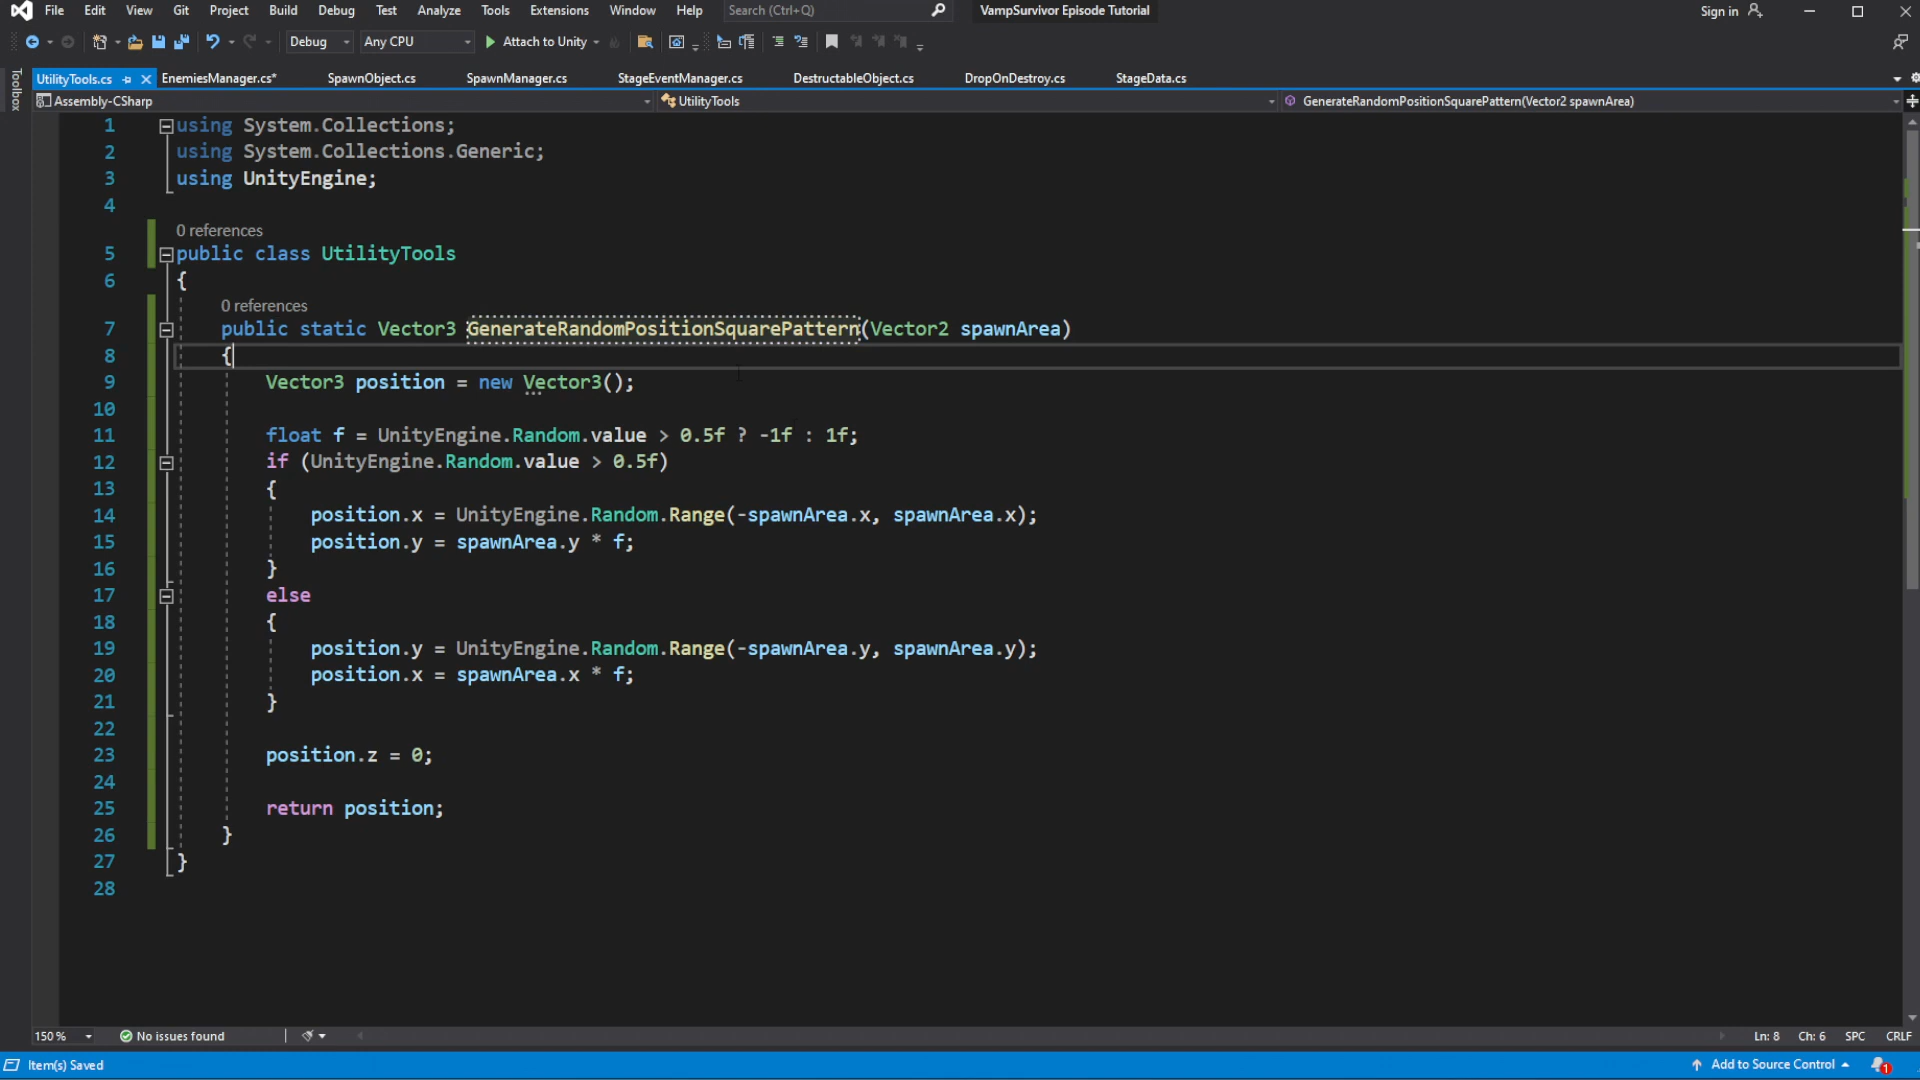 File Edit View Git Project Build Debug Test Analyze Tools Extensions Window Help Search (Ctrl+Q) VampSurvivor Episode Tutorial Sign in
Debug Any CPU Attach to Unity
UtilityTools.cs EnemiesManager.cs* SpawnObject.cs SpawnManager.cs StageEventManager.cs DestructableObject.cs DropOnDestroy.cs StageData.cs
Toolbox
Assembly-CSharp UtilityTools GenerateRandomPositionSquarePattern(Vector2 spawnArea)
1 using System.Collections;
2 using System.Collections.Generic;
3 using UnityEngine;
4
0 references
5 public class UtilityTools
6 {
0 references
7 public static Vector3 GenerateRandomPositionSquarePattern(Vector2 spawnArea)
8 {
9 Vector3 position = new Vector3();
10
11 float f = UnityEngine.Random.value > 0.5f ? -1f : 1f;
12 if (UnityEngine.Random.value > 0.5f)
13 {
14 position.x = UnityEngine.Random.Range(-spawnArea.x, spawnArea.x);
15 position.y = spawnArea.y * f;
16 }
17 else
18 {
19 position.y = UnityEngine.Random.Range(-spawnArea.y, spawnArea.y);
20 position.x = spawnArea.x * f;
21 }
22
23 position.z = 0;
24
25 return position;
26 }
27 }
28
150 % No issues found Ln: 8 Ch: 6 SPC CRLF
Item(s) Saved Add to Source Control 1